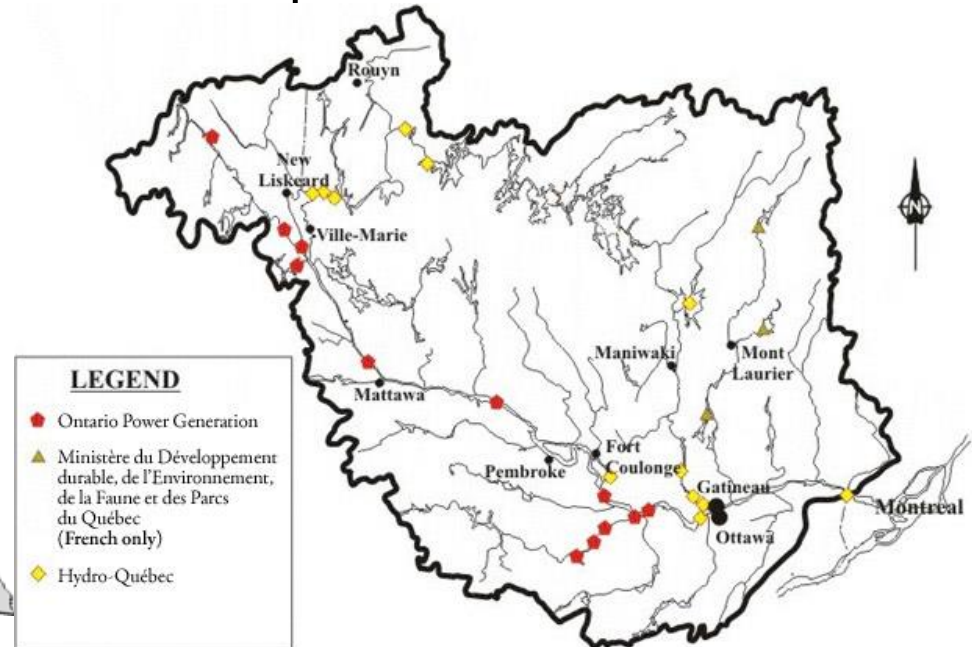 Rouyn
New
Liskeard
Ville-Marie
Maniwaki
Mont
Laurier
Mattawa
Fort
Coulonge
Pembroke
Gatineau
Ottawa
Montreal
N
LEGEND
Ontario Power Generation
Ministère du Développement
durable, de l'Environnement,
de la Faune et des Parcs
du Québec
(French only)
Hydro-Québec